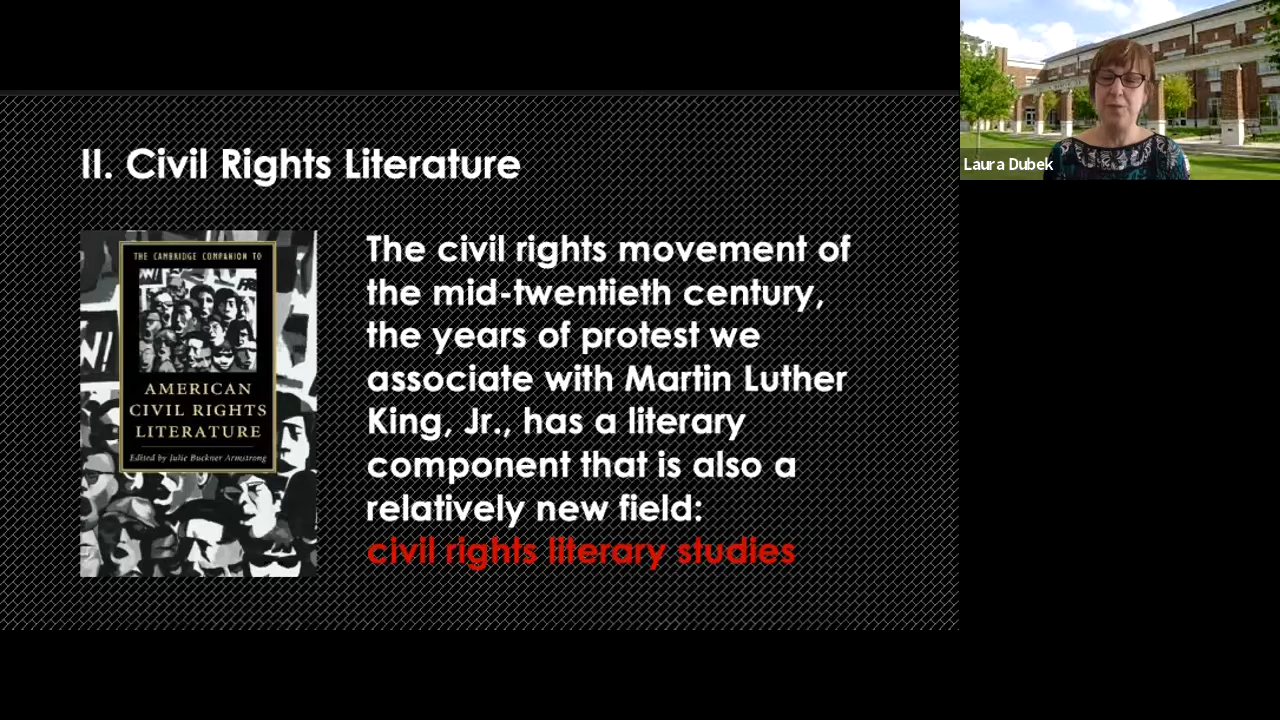 II. Civil Rights Literature
THE CAMBRIDGE COMPANION TO
AMERICAN
CIVIL RIGHTS
LITERATURE
Edited by Julie Buckner Armstrong
The civil rights movement of
the mid-twentieth century,
the years of protest we
associate with Martin Luther
King, Jr., has a literary
component that is also a
relatively new field:
civil rights literary studies
Laura Dubek